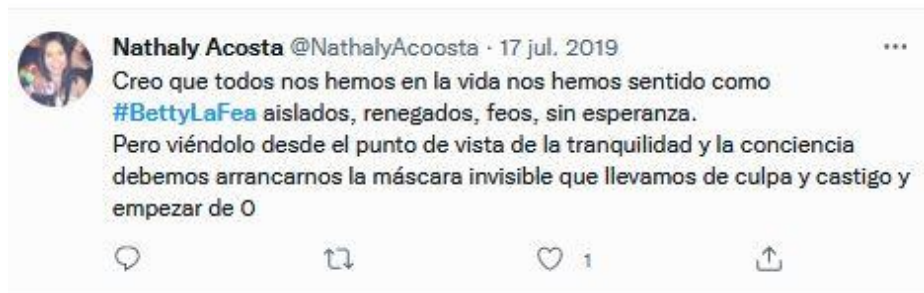 Nathaly Acosta @NathalyAcoosta · 17 jul. 2019
Creo que todos nos hemos en la vida nos hemos sentido como
#BettyLaFea aislados, renegados, feos, sin esperanza.
Pero viéndolo desde el punto de vista de la tranquilidad y la conciencia
debemos arrancarnos la máscara invisible que llevamos de culpa y castigo y
empezar de 0
1